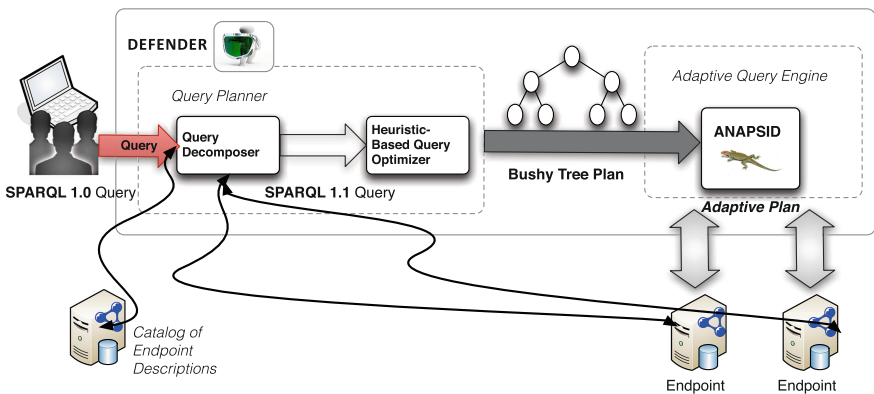 DEFENDER
Query Planner
Adaptive Query Engine
Query
Query
Decomposer
Heuristic-
Based Query
Optimizer
ANAPSID
SPARQL 1.0 Query
SPARQL 1.1 Query
Bushy Tree Plan
Adaptive Plan
Catalog of
Endpoint
Descriptions
Endpoint
Endpoint